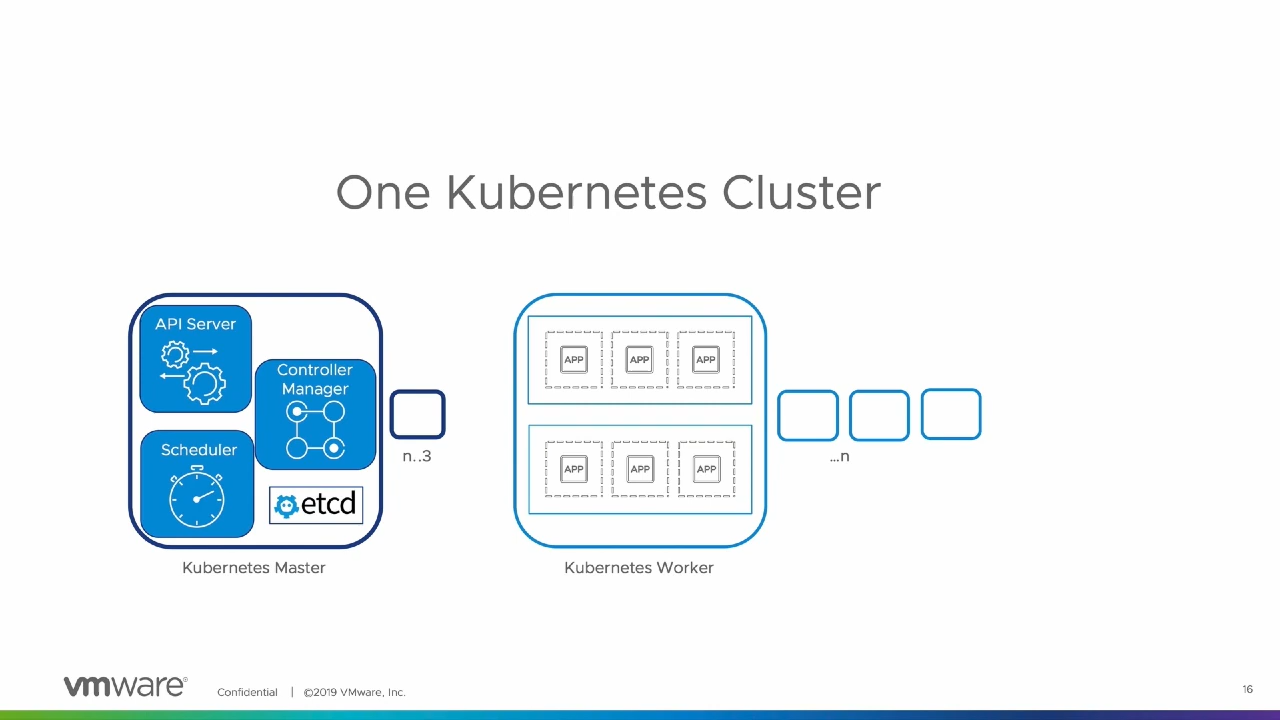 One Kubernetes Cluster
API Server
Controller
Manager
Scheduler
etcd
n..3
Kubernetes Master
APP APP APP
APP APP APP
...n
Kubernetes Worker
vmware®
Confidential | ©2019 VMware, Inc.
16